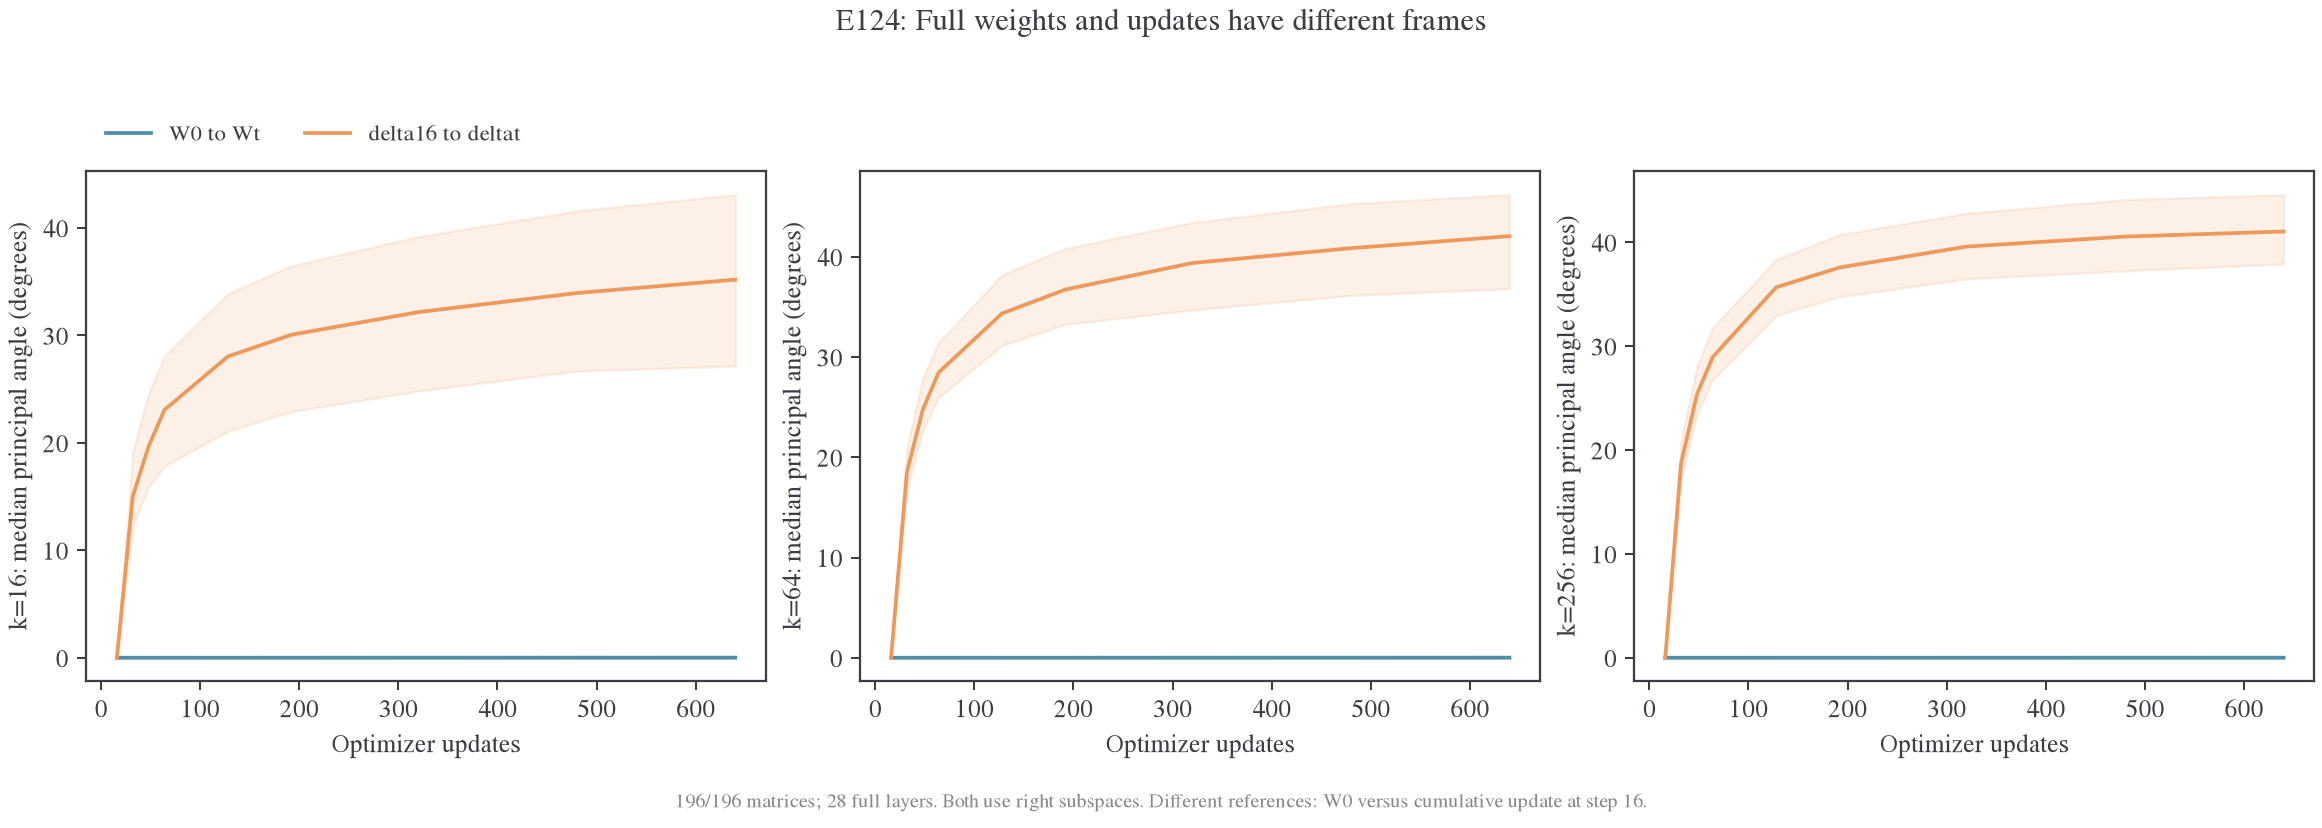 E124: Full weights and updates have different frames
W0 to Wt
delta16 to deltat
k=16: median principal angle (degrees)
40
30
20
10
0
0 100 200 300 400 500 600
Optimizer updates
k=64: median principal angle (degrees)
40
30
20
10
0
0 100 200 300 400 500 600
Optimizer updates
k=256: median principal angle (degrees)
40
30
20
10
0
0 100 200 300 400 500 600
Optimizer updates
196/196 matrices; 28 full layers. Both use right subspaces. Different references: W0 versus cumulative update at step 16.